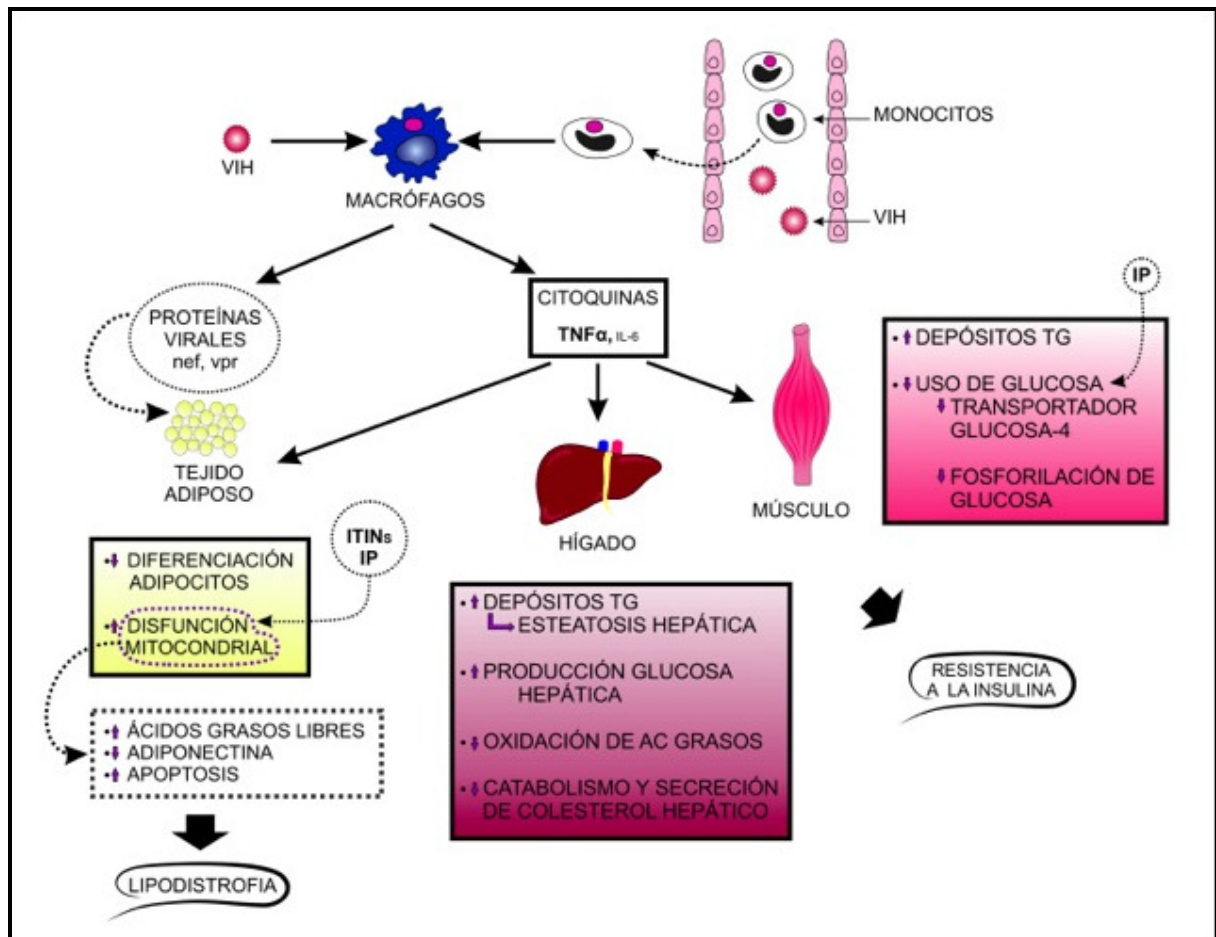 MONOCITOS
VIH
MACRÓFAGOS
VIH
IP
PROTEÍNAS
VIRALES
nef, vpr
CITOQUINAS
TNFα, IL-6
• ↑ DEPÓSITOS TG
• ↓ USO DE GLUCOSA
↓ TRANSPORTADOR
GLUCOSA-4
↓ FOSFORILACIÓN DE
GLUCOSA
TEJIDO
ADIPOSO
HÍGADO
MÚSCULO
ITINs
IP
• ↓ DIFERENCIACIÓN
ADIPOCITOS
• ↑ DISFUNCIÓN
MITOCONDRIAL
• ↑ DEPÓSITOS TG
ESTEATOSIS HEPÁTICA
• ↑ PRODUCCIÓN GLUCOSA
HEPÁTICA
• ↓ OXIDACIÓN DE AC GRASOS
• ↓ CATABOLISMO Y SECRECIÓN
DE COLESTEROL HEPÁTICO
RESISTENCIA
A LA INSULINA
• ↑ ÁCIDOS GRASOS LIBRES
• ↓ ADIPONECTINA
• ↑ APOPTOSIS
LIPODISTROFIA